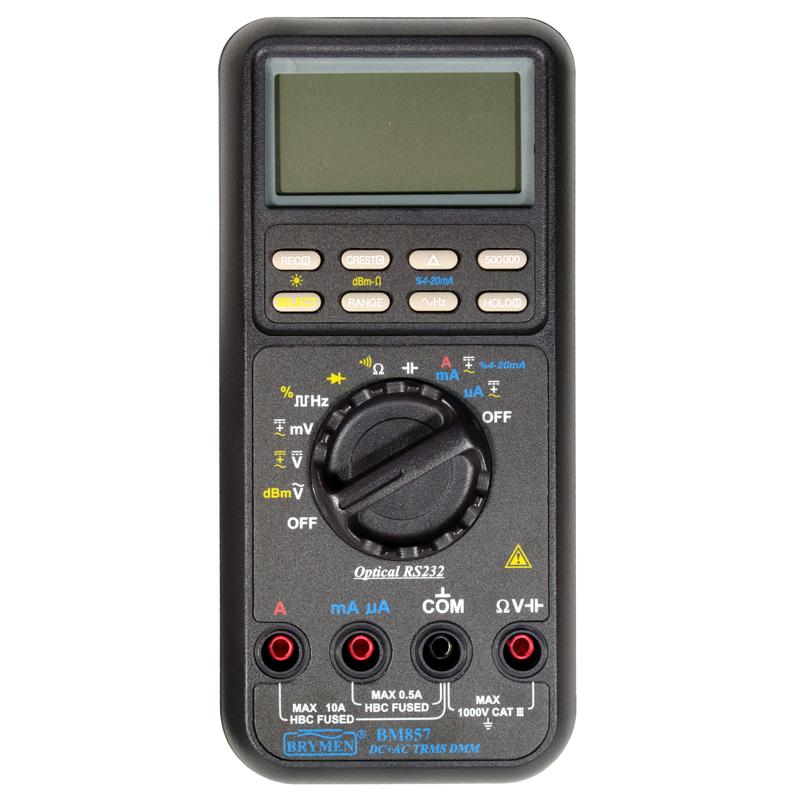 REC CREST Δ 500000
dBm-Ω %4-20mA
SELECT RANGE ~Hz HOLD
Ω A mA %4-20mA
% Hz µA
mV OFF
V
dBm V
OFF
Optical RS232
A mA µA COM Ω V
MAX 10A HBC FUSED
MAX 0.5A HBC FUSED
MAX 1000V CAT III
BRYMEN® BM857
DC+AC TRMS DMM